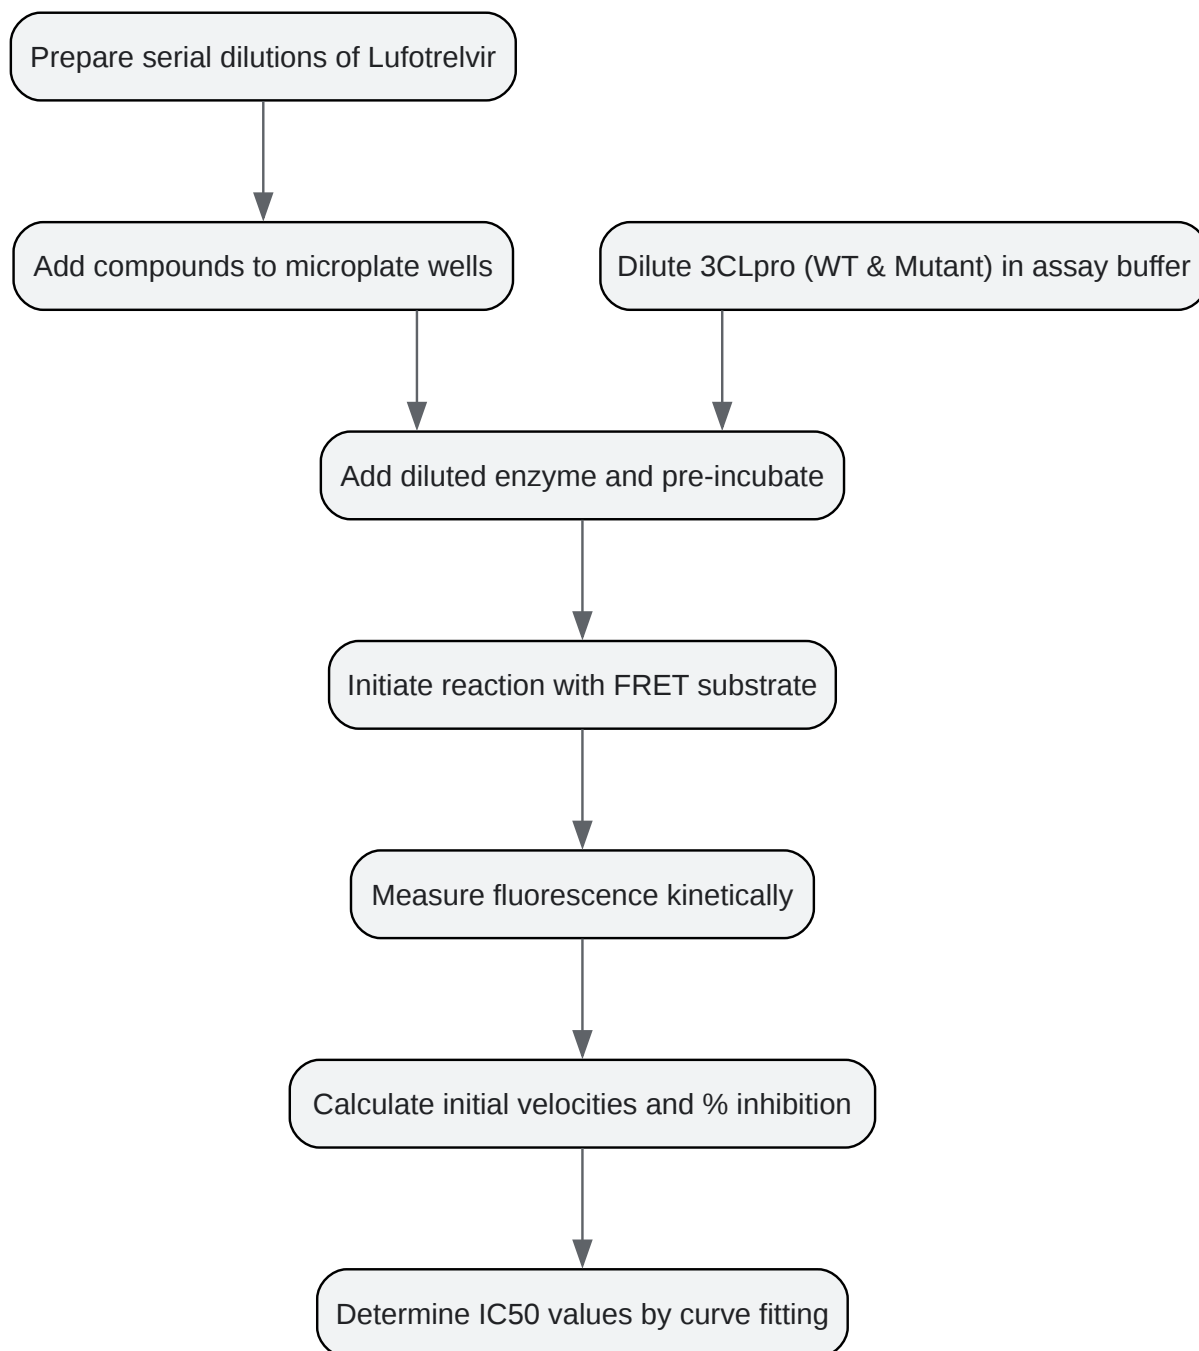 Prepare serial dilutions of Lufotrelvir
Add compounds to microplate wells
Dilute 3CLpro (WT & Mutant) in assay buffer
Add diluted enzyme and pre-incubate
Initiate reaction with FRET substrate
Measure fluorescence kinetically
Calculate initial velocities and % inhibition
Determine IC50 values by curve fitting